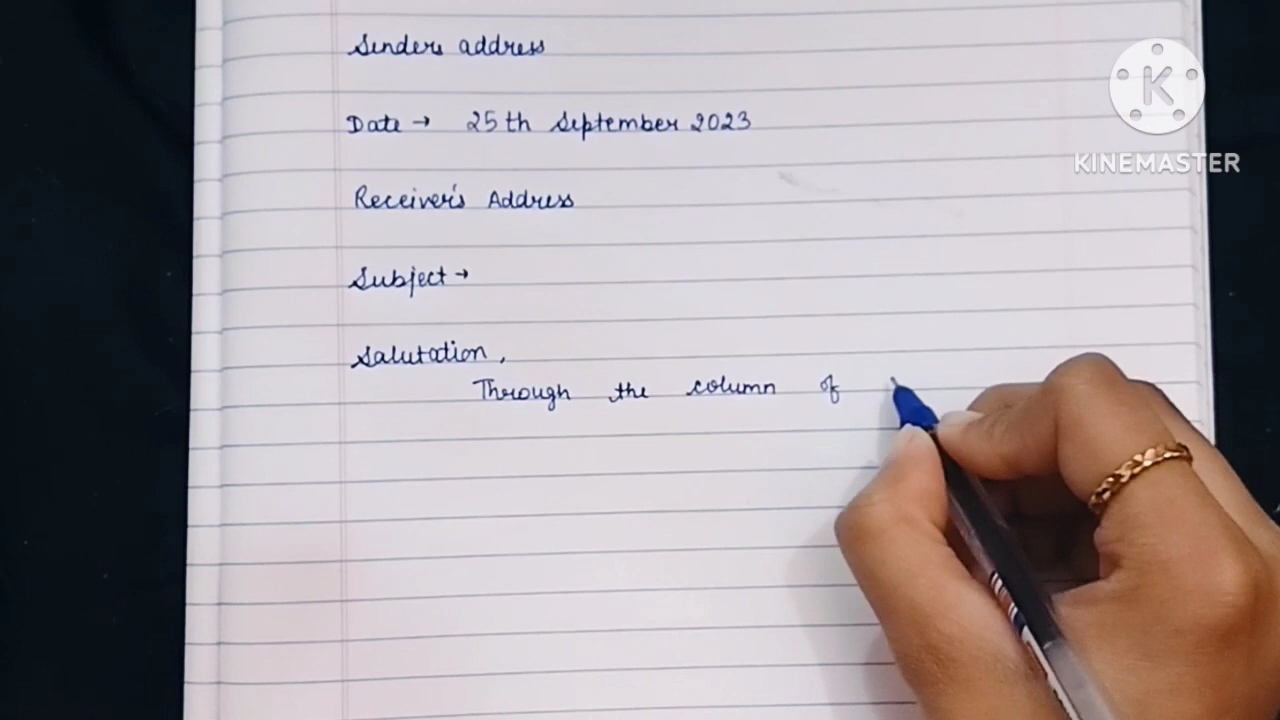 Senders address
Date → 25th September 2023
Receiver's Address
Subject →
Salutation,
Through the column of
K
KINEMASTER